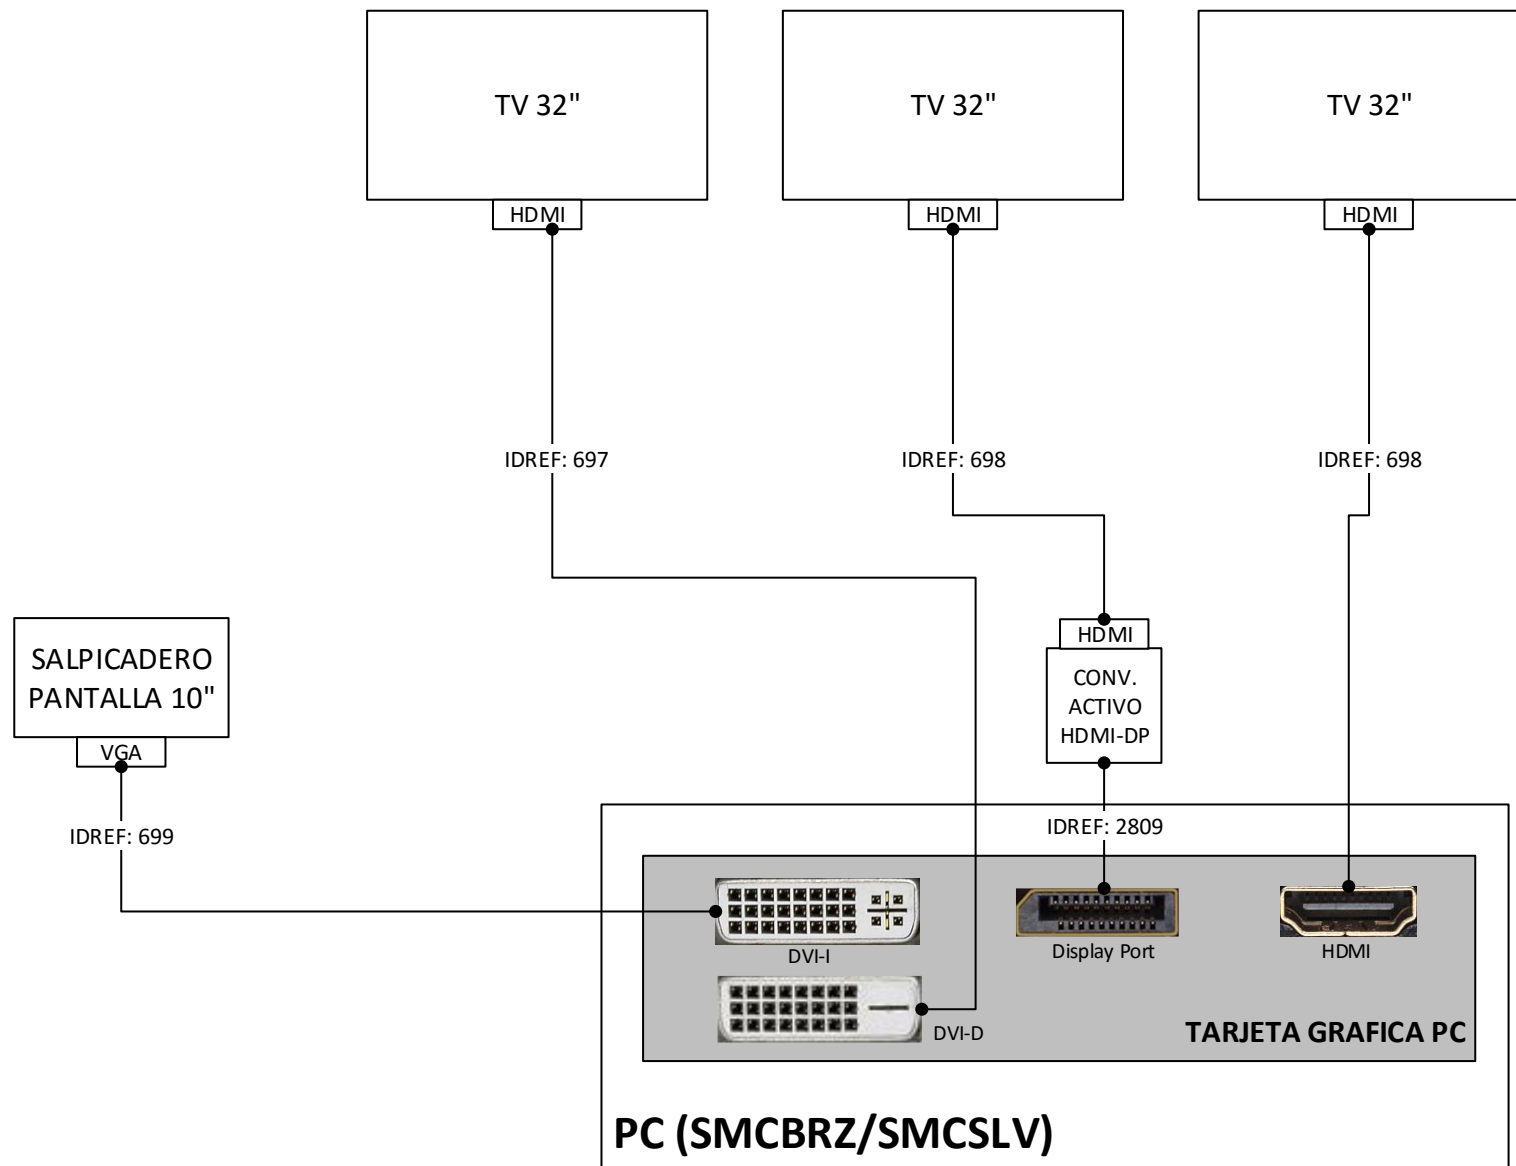 TV 32"
TV 32"
TV 32"
HDMI
HDMI
HDMI
IDREF: 697
IDREF: 698
IDREF: 698
SALPICADERO
PANTALLA 10"
VGA
HDMI
CONV.
ACTIVO
HDMI-DP
IDREF: 699
IDREF: 2809
DVI-I
Display Port
HDMI
DVI-D
TARJETA GRAFICA PC
PC (SMCBRZ/SMCSLV)